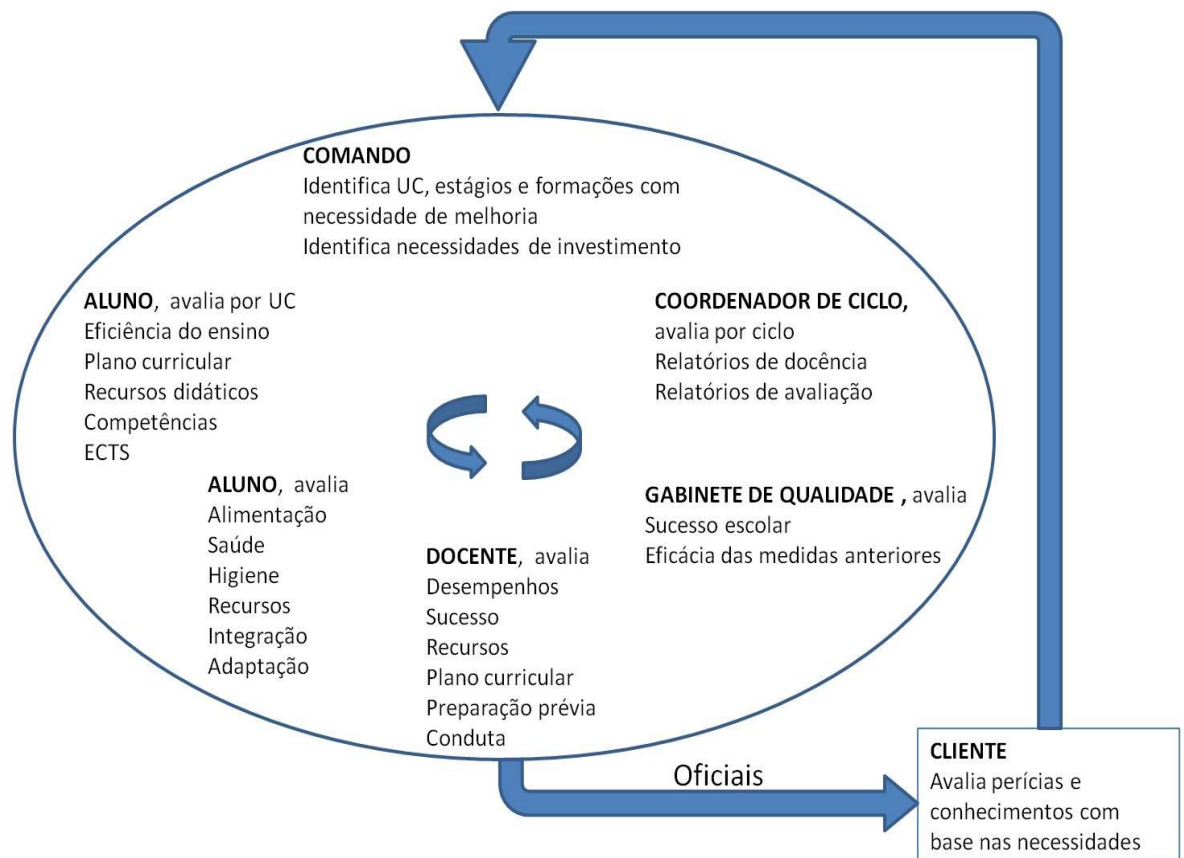 COMANDO
Identifica UC, estágios e formações com
necessidade de melhoria
Identifica necessidades de investimento
ALUNO, avalia por UC
Eficiência do ensino
Plano curricular
Recursos didáticos
Competências
ECTS
COORDENADOR DE CICLO,
avalia por ciclo
Relatórios de docência
Relatórios de avaliação
ALUNO, avalia
Alimentação
Saúde
Higiene
Recursos
Integração
Adaptação
DOCENTE, avalia
Desempenhos
Sucesso
Recursos
Plano curricular
Preparação prévia
Conduta
GABINETE DE QUALIDADE , avalia
Sucesso escolar
Eficácia das medidas anteriores
Oficiais
CLIENTE
Avalia perícias e
conhecimentos com
base nas necessidades